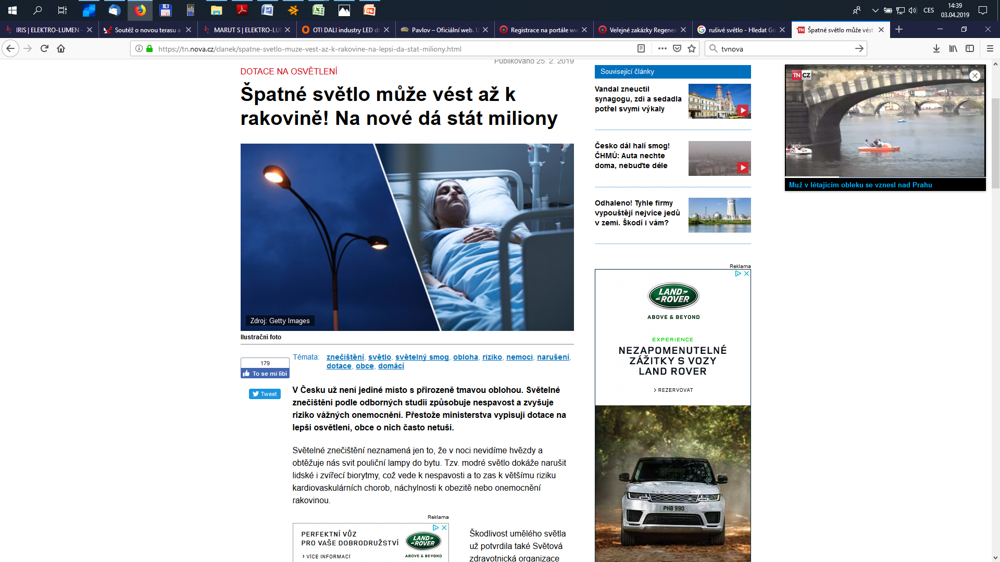 14:39
CES
03.04.2019
IRIS | ELEKTRO-LUMEN -
Soutěž o novou terasu a
MARUT S | ELEKTRO-LU
OTI DALI industry LED d
Pavlov – Oficiální web. U
Registrace na portále ww
Veřejné zakázky Regener
rušivé světlo - Hledat Go
Špatné světlo může vést
https://tn.nova.cz/clanek/spatne-svetlo-muze-vest-az-k-rakovine-na-lepsi-da-stat-miliony.html
tvnova
Publikováno 25. 2. 2019
DOTACE NA OSVĚTLENÍ
Špatné světlo může vést až k
rakovině! Na nové dá stát miliony
Zdroj: Getty Images
Ilustrační foto
179
To se mi líbí
Tweet
Témata: znečištění, světlo, světelný smog, obloha, riziko, nemoci, narušení,
dotace, obce, domácí
V Česku už není jediné místo s přirozeně tmavou oblohou. Světelné
znečištění podle odborných studií způsobuje nespavost a zvyšuje
riziko vážných onemocnění. Přestože ministerstva vypisují dotace na
lepší osvětlení, obce o nich často netuší.
Světelné znečištění neznamená jen to, že v noci nevidíme hvězdy a
obtěžuje nás svit pouliční lampy do bytu. Tzv. modré světlo dokáže narušit
lidské i zvířecí biorytmy, což vede k nespavosti a to zas k většímu riziku
kardiovaskulárních chorob, náchylnosti k obezitě nebo onemocnění
rakovinou.
Reklama
PERFEKTNÍ VŮZ
PRO VAŠE DOBRODRUŽSTVÍ
› VÍCE INFORMACÍ
LAND-
-ROVER
ABOVE & BEYOND
Škodlivost umělého světla
už potvrdila také Světová
zdravotnická organizace
Související články
Vandal zneuctil
synagogu, zdi a sedadla
potřel svymi výkaly
Česko dál halí smog!
ČHMÚ: Auta nechte
doma, nebuďte déle
Odhaleno! Tyhle firmy
vypouštějí nejvíce jedů
v zemi. Škodí i vám?
Reklama
LAND-
-ROVER
ABOVE & BEYOND
EXPERIENCE
NEZAPOMENUTELNÉ
ZÁŽITKY S VOZY
LAND ROVER
› REZERVOVAT
PHB 990
TN CZ
Muž v létajícím obleku se vznesl nad Prahu